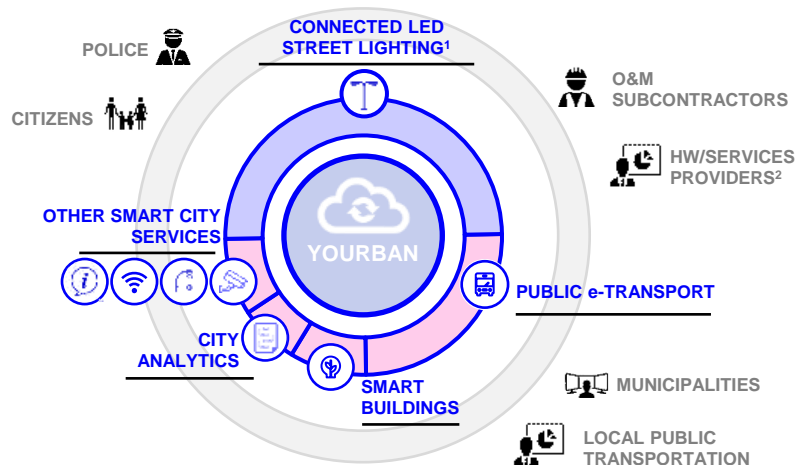 CONNECTED LED
STREET LIGHTING¹
POLICE
CITIZENS
O&M
SUBCONTRACTORS
HW/SERVICES
PROVIDERS²
OTHER SMART CITY
SERVICES
YOURBAN
PUBLIC e-TRANSPORT
CITY
ANALYTICS
SMART
BUILDINGS
MUNICIPALITIES
LOCAL PUBLIC
TRANSPORTATION